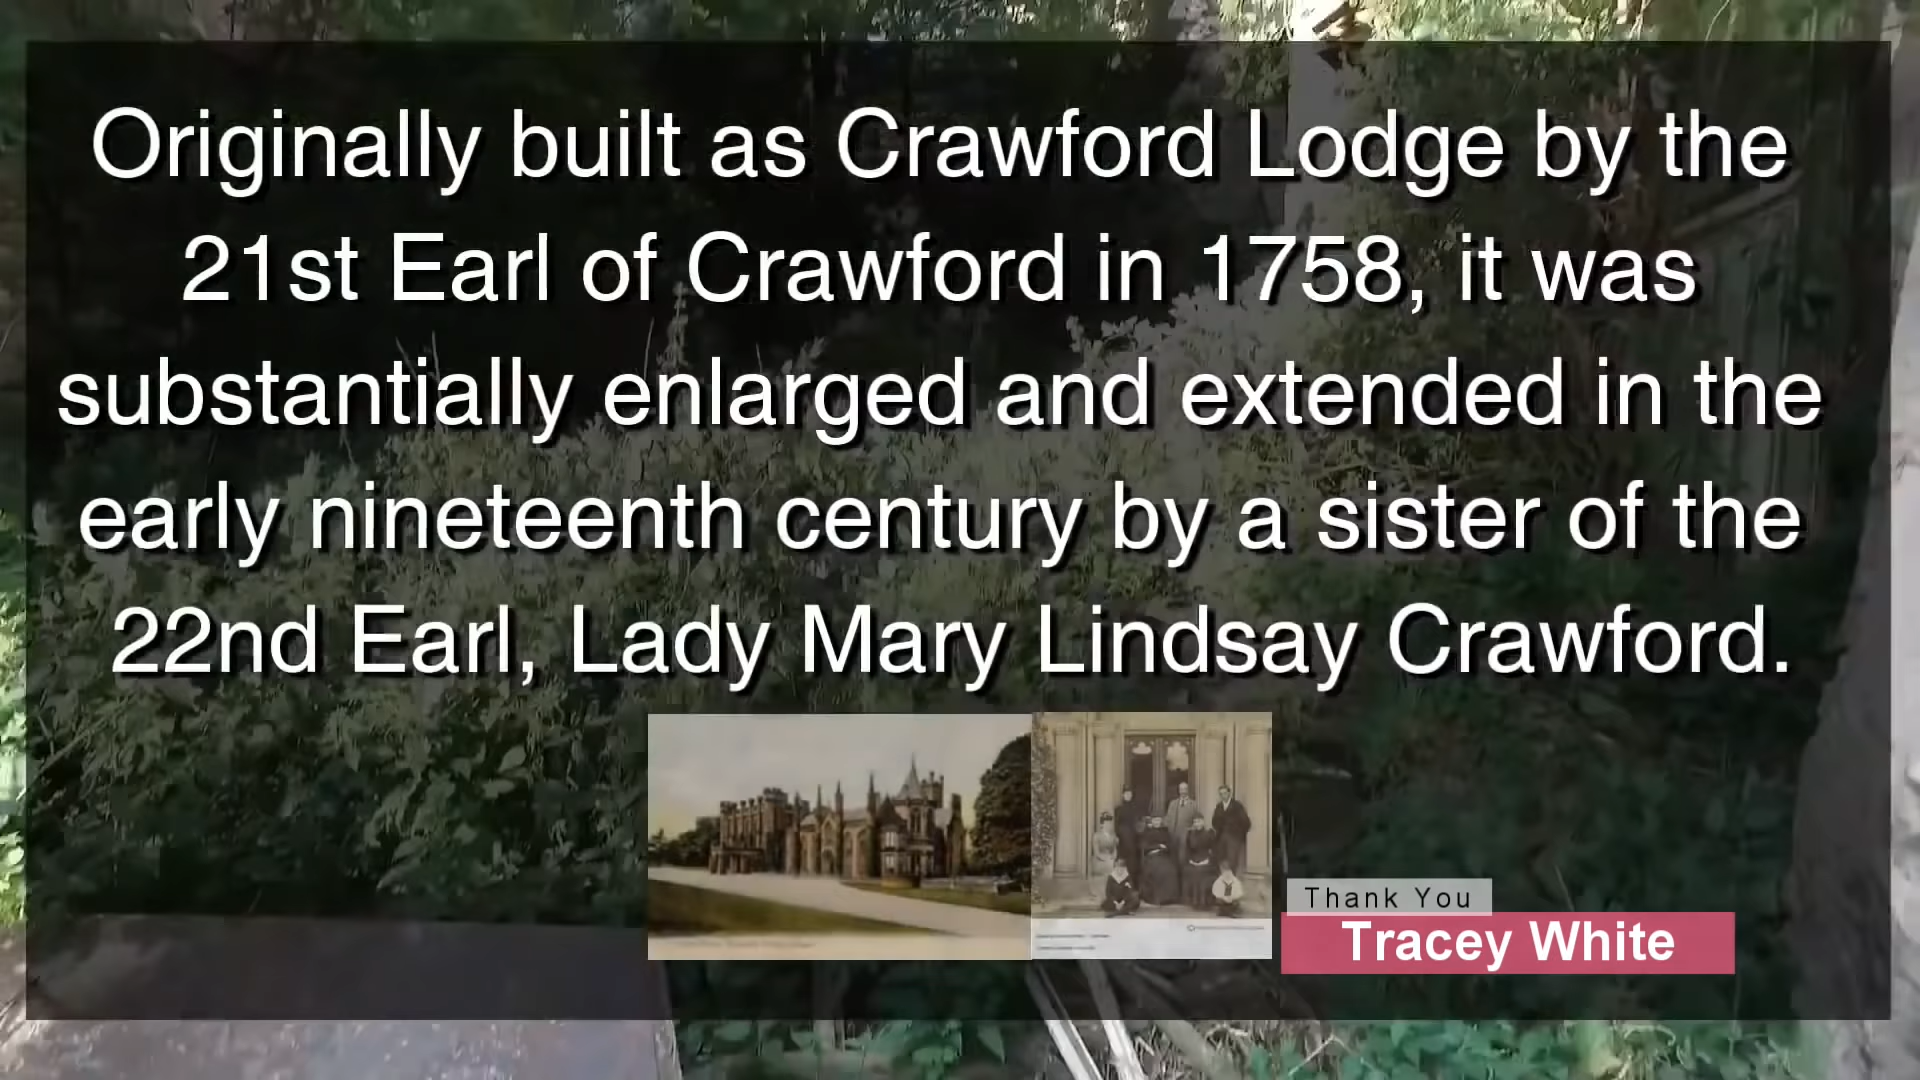 Originally built as Crawford Lodge by the
21st Earl of Crawford in 1758, it was
substantially enlarged and extended in the
early nineteenth century by a sister of the
22nd Earl, Lady Mary Lindsay Crawford.
Thank You
Tracey White